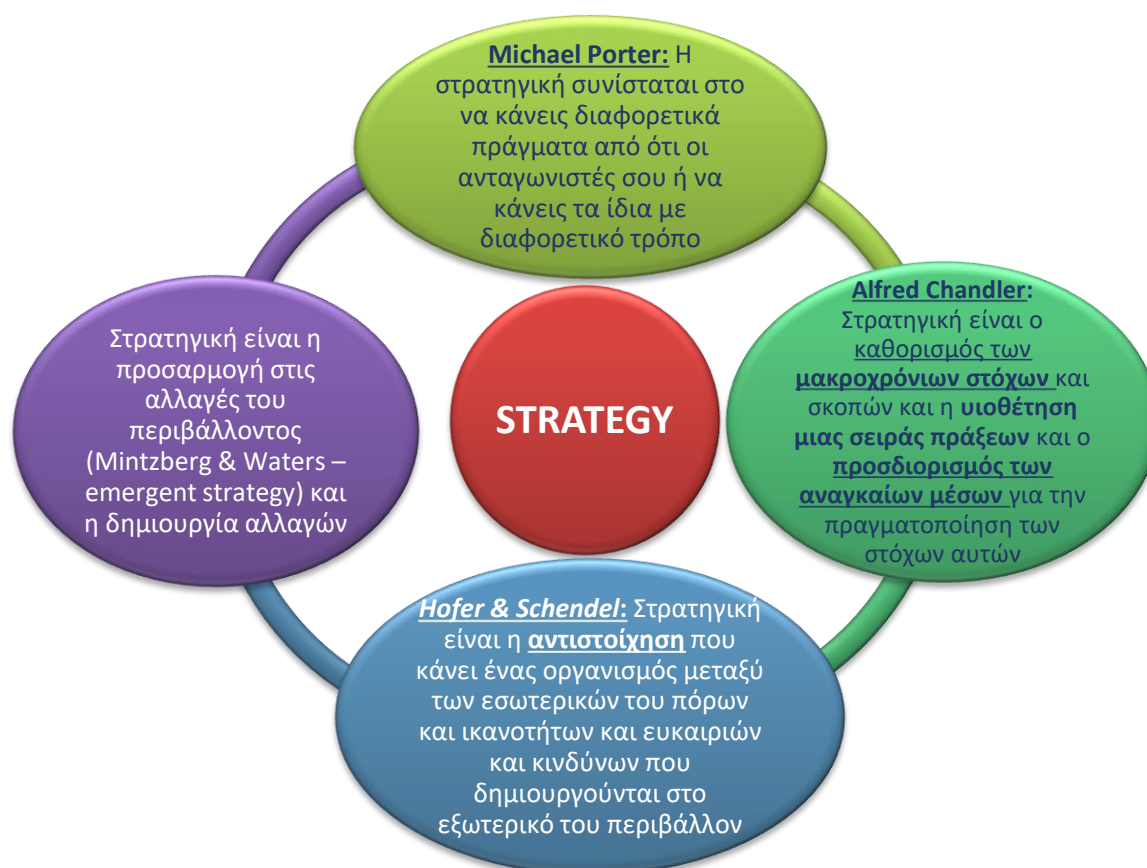 Michael Porter: Η
στρατηγική συνίσταται στο
να κάνεις διαφορετικά
πράγματα από ότι οι
ανταγωνιστές σου ή να
κάνεις τα ίδια με
διαφορετικό τρόπο
Alfred Chandler:
Στρατηγική είναι ο
καθορισμός των
μακροχρόνιων στόχων και
σκοπών και η υιοθέτηση
μιας σειράς πράξεων και ο
προσδιορισμός των
αναγκαίων μέσων για την
πραγματοποίηση των
στόχων αυτών
Hofer & Schendel: Στρατηγική
είναι η αντιστοίχηση που
κάνει ένας οργανισμός μεταξύ
των εσωτερικών του πόρων
και ικανοτήτων και ευκαιριών
και κινδύνων που
δημιουργούνται στο
εξωτερικό του περιβάλλον
Στρατηγική είναι η
προσαρμογή στις
αλλαγές του
περιβάλλοντος
(Mintzberg & Waters –
emergent strategy) και
η δημιουργία αλλαγών
STRATEGY